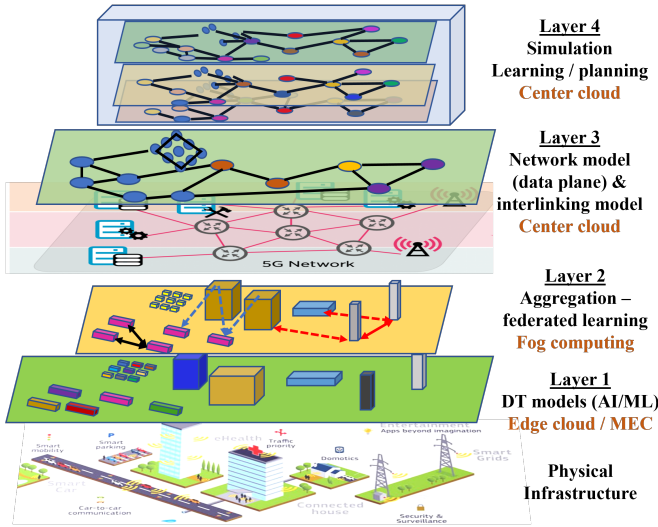 Layer 4
Simulation
Learning / planning
Center cloud
Layer 3
Network model
(data plane) &
interlinking model
Center cloud
5G Network
Layer 2
Aggregation –
federated learning
Fog computing
Layer 1
DT models (AI/ML)
Edge cloud / MEC
Physical
Infrastructure
Smart
mobility
Smart
parking
eHealth
Traffic
priority
Entertainment
Apps beyond imagination
Domotics
Smart
Grids
Smart
Car
Car-to-car
communication
Connected
house
Security &
Surveillance